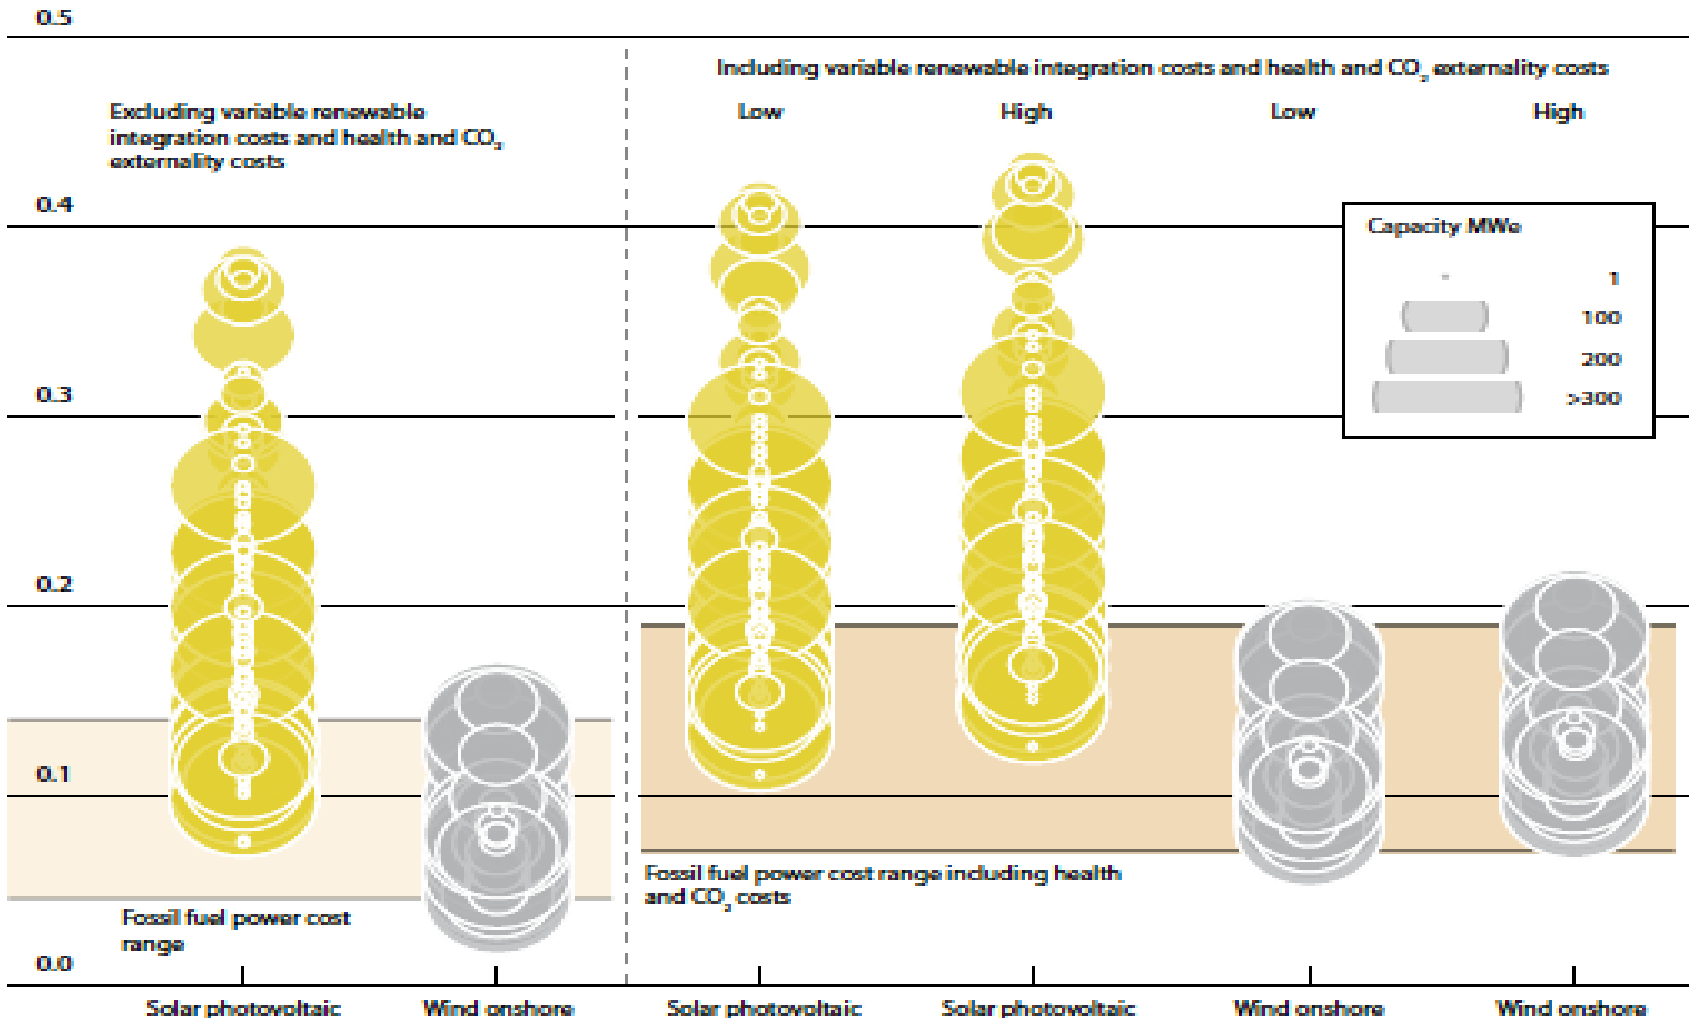 0.5
Including variable renewable integration costs and health and CO₂ externality costs
Excluding variable renewable
integration costs and health and CO₂
externality costs
Low
High
Low
High
0.4
Capacity MWe
1
100
200
>300
0.3
0.2
0.1
Fossil fuel power cost range including health
and CO₂ costs
Fossil fuel power cost
range
0.0
Solar photovoltaic
Wind onshore
Solar photovoltaic
Solar photovoltaic
Wind onshore
Wind onshore